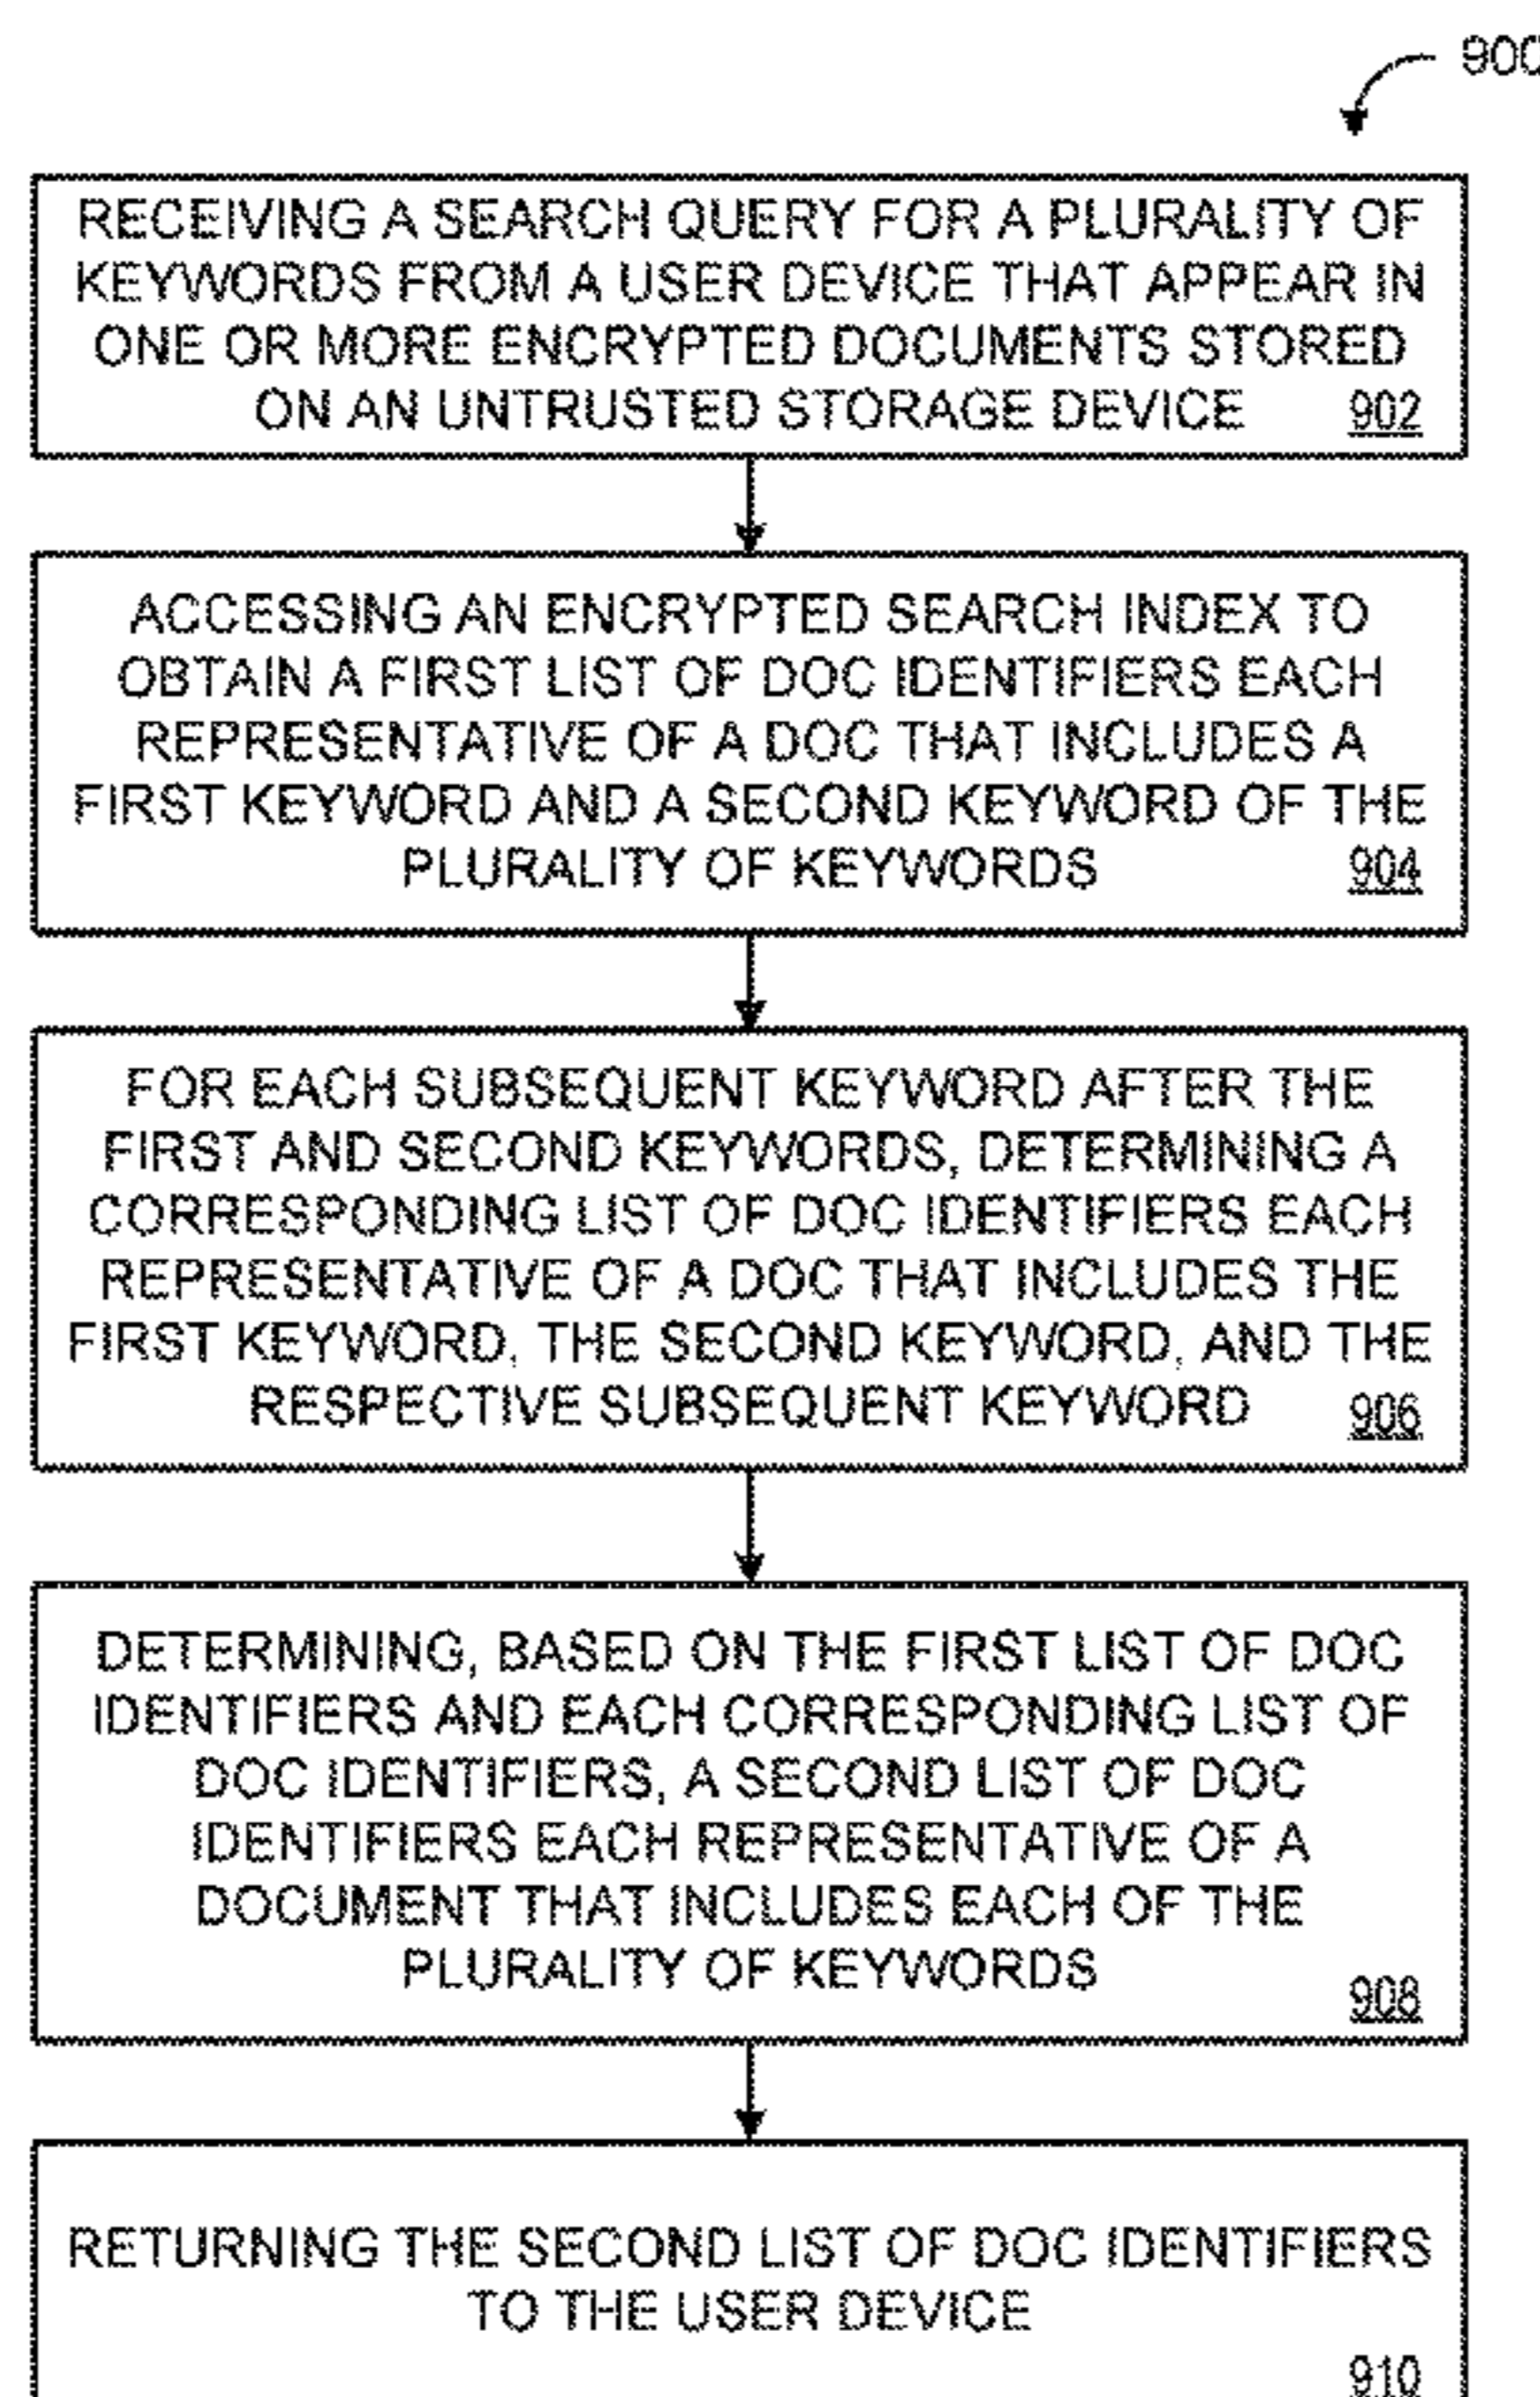 900
RECEIVING A SEARCH QUERY FOR A PLURALITY OF
KEYWORDS FROM A USER DEVICE THAT APPEAR IN
ONE OR MORE ENCRYPTED DOCUMENTS STORED
ON AN UNTRUSTED STORAGE DEVICE 902
ACCESSING AN ENCRYPTED SEARCH INDEX TO
OBTAIN A FIRST LIST OF DOC IDENTIFIERS EACH
REPRESENTATIVE OF A DOC THAT INCLUDES A
FIRST KEYWORD AND A SECOND KEYWORD OF THE
PLURALITY OF KEYWORDS 904
FOR EACH SUBSEQUENT KEYWORD AFTER THE
FIRST AND SECOND KEYWORDS, DETERMINING A
CORRESPONDING LIST OF DOC IDENTIFIERS EACH
REPRESENTATIVE OF A DOC THAT INCLUDES THE
FIRST KEYWORD, THE SECOND KEYWORD, AND THE
RESPECTIVE SUBSEQUENT KEYWORD 906
DETERMINING, BASED ON THE FIRST LIST OF DOC
IDENTIFIERS AND EACH CORRESPONDING LIST OF
DOC IDENTIFIERS, A SECOND LIST OF DOC
IDENTIFIERS EACH REPRESENTATIVE OF A
DOCUMENT THAT INCLUDES EACH OF THE
PLURALITY OF KEYWORDS 908
RETURNING THE SECOND LIST OF DOC IDENTIFIERS
TO THE USER DEVICE
910